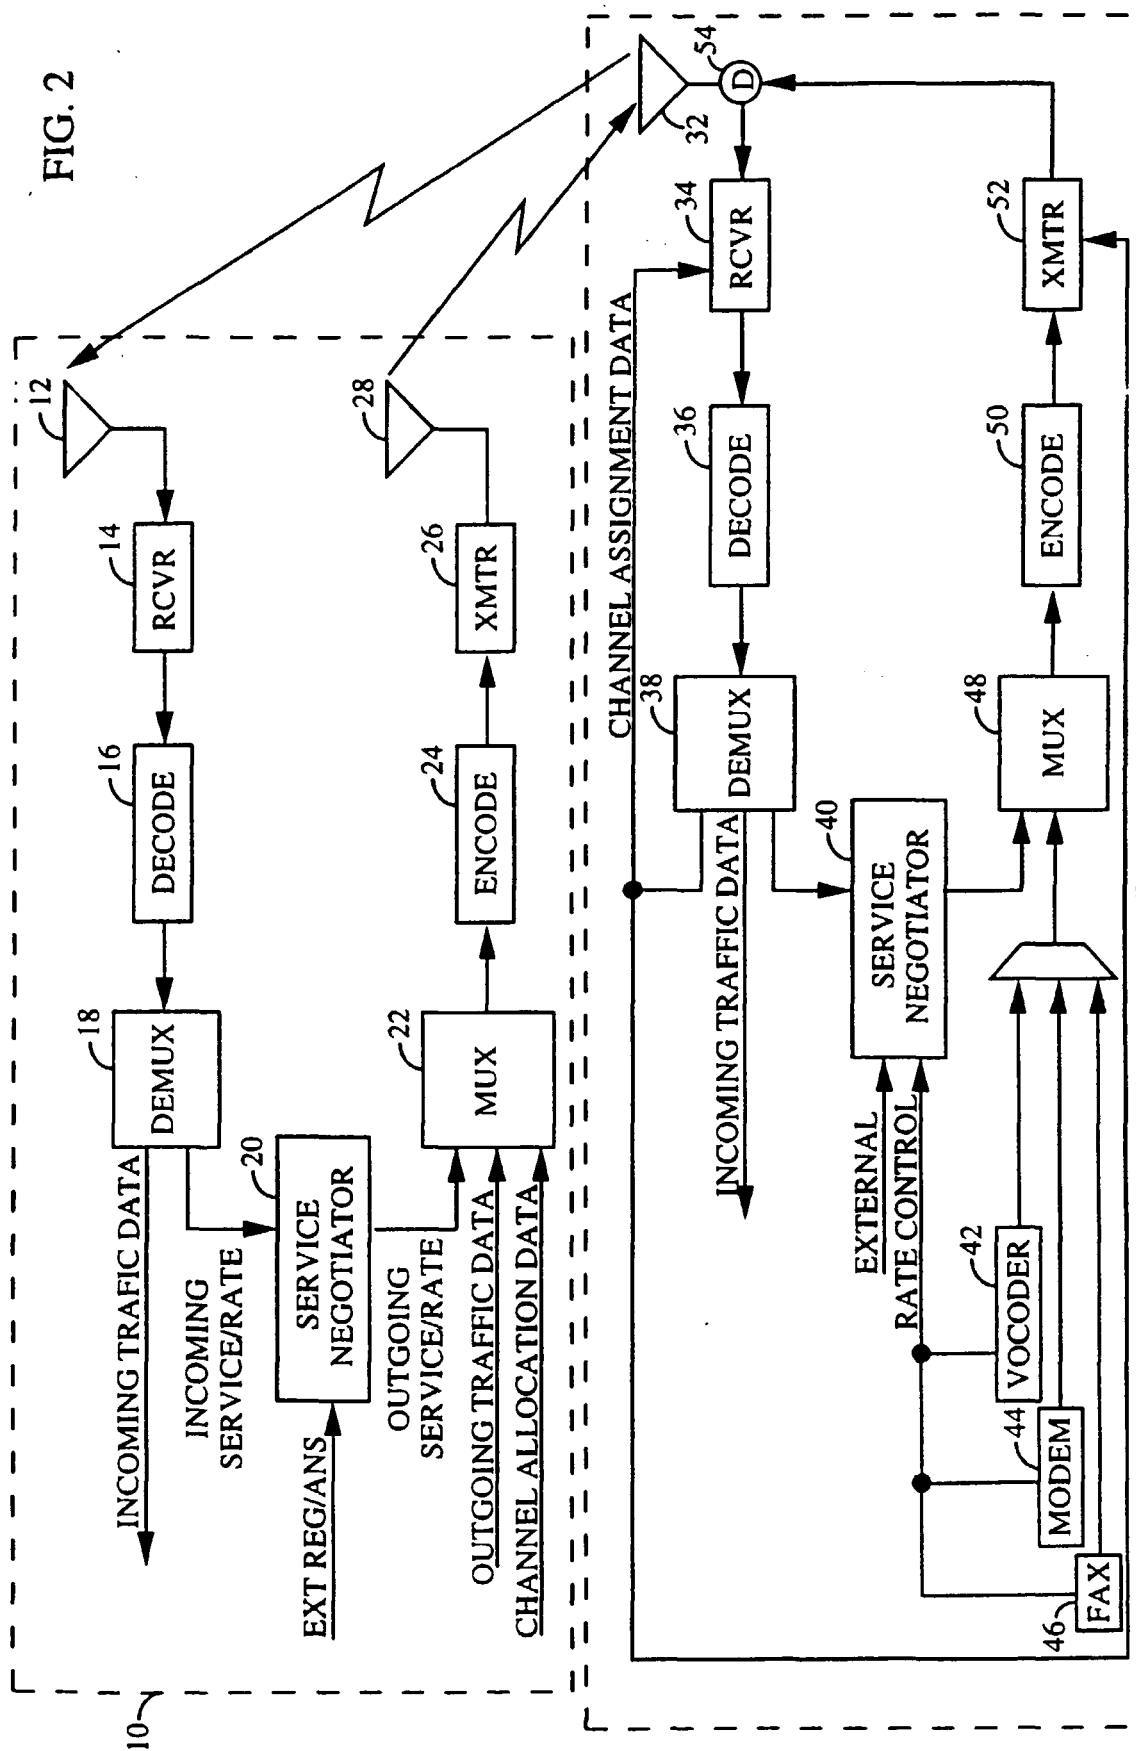 FIG. 2
10
12
14
RCVR
16
DECODE
18
DEMUX
INCOMING TRAFFIC DATA
INCOMING
SERVICE/RATE
20
SERVICE
NEGOTIATOR
EXT REG/ANS
OUTGOING
SERVICE/RATE
OUTGOING TRAFFIC DATA
CHANNEL ALLOCATION DATA
22
MUX
24
ENCODE
26
XMTR
28
32
54
D
CHANNEL ASSIGNMENT DATA
34
RCVR
36
DECODE
38
DEMUX
INCOMING TRAFFIC DATA
40
SERVICE
NEGOTIATOR
EXTERNAL
RATE CONTROL
42
VOCODER
44
MODEM
46
FAX
48
MUX
50
ENCODE
52
XMTR